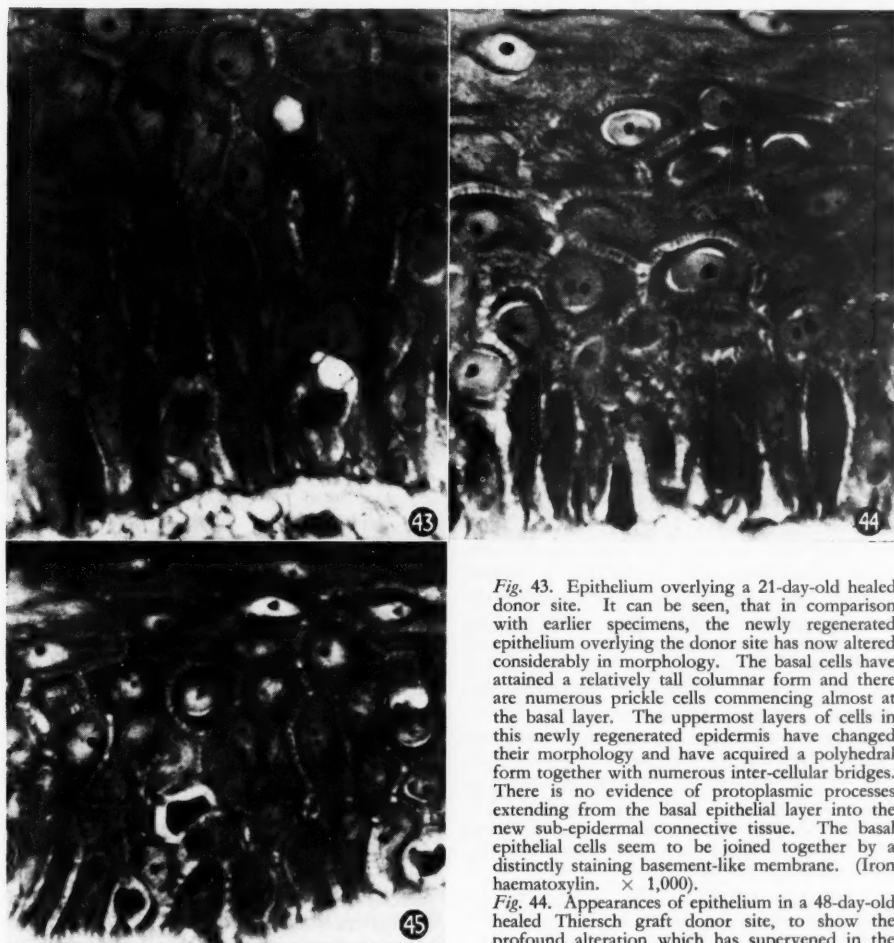 43
44
45
Fig. 43. Epithelium overlying a 21-day-old healed
donor site. It can be seen, that in comparison
with earlier specimens, the newly regenerated
epithelium overlying the donor site has now altered
considerably in morphology. The basal cells have
attained a relatively tall columnar form and there
are numerous prickle cells commencing almost at
the basal layer. The uppermost layers of cells in
this newly regenerated epidermis have changed
their morphology and have acquired a polyhedral
form together with numerous inter-cellular bridges.
There is no evidence of protoplasmic processes
extending from the basal epithelial layer into the
new sub-epidermal connective tissue. The basal
epithelial cells seem to be joined together by a
distinctly staining basement-like membrane. (Iron
haematoxylin. × 1,000).
Fig. 44. Appearances of epithelium in a 48-day-old
healed Thiersch graft donor site, to show the
profound alteration which has supervened in the